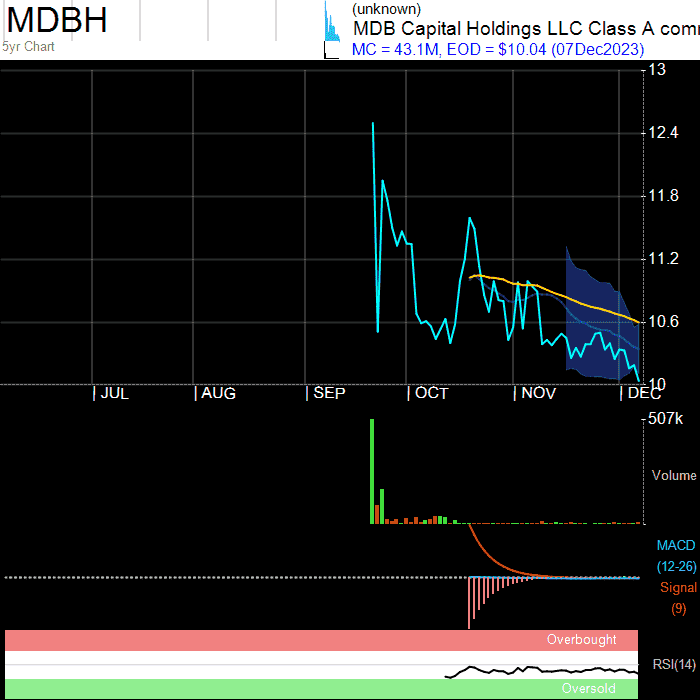 MDBH
5yr Chart
(unknown)
MDB Capital Holdings LLC Class A com
MC = 43.1M, EOD = $10.04 (07Dec2023)
13
12.4
11.8
11.2
10.6
10
JUL AUG SEP OCT NOV DEC
507k
Volume
MACD
(12-26)
Signal
(9)
Overbought
RSI(14)
Oversold